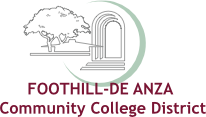 FOOTHILL-DE ANZA
Community College District